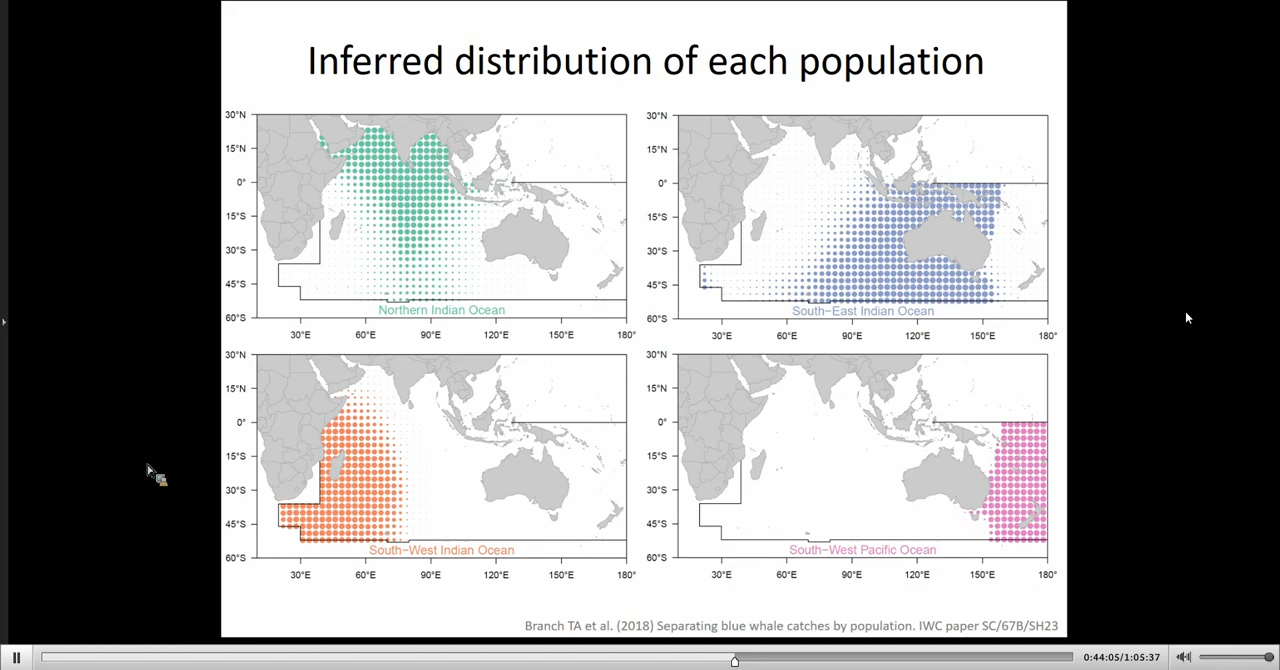 Inferred distribution of each population
30°N
15°N
0°
15°S
30°S
45°S
60°S
Northern Indian Ocean
30°E 60°E 90°E 120°E 150°E 180°
30°N
15°N
0°
15°S
30°S
45°S
60°S
South−East Indian Ocean
30°E 60°E 90°E 120°E 150°E 180°
30°N
15°N
0°
15°S
30°S
45°S
60°S
South−West Indian Ocean
30°E 60°E 90°E 120°E 150°E 180°
30°N
15°N
0°
15°S
30°S
45°S
60°S
South−West Pacific Ocean
30°E 60°E 90°E 120°E 150°E 180°
Branch TA et al. (2018) Separating blue whale catches by population. IWC paper SC/67B/SH23
0:44:05/1:05:37